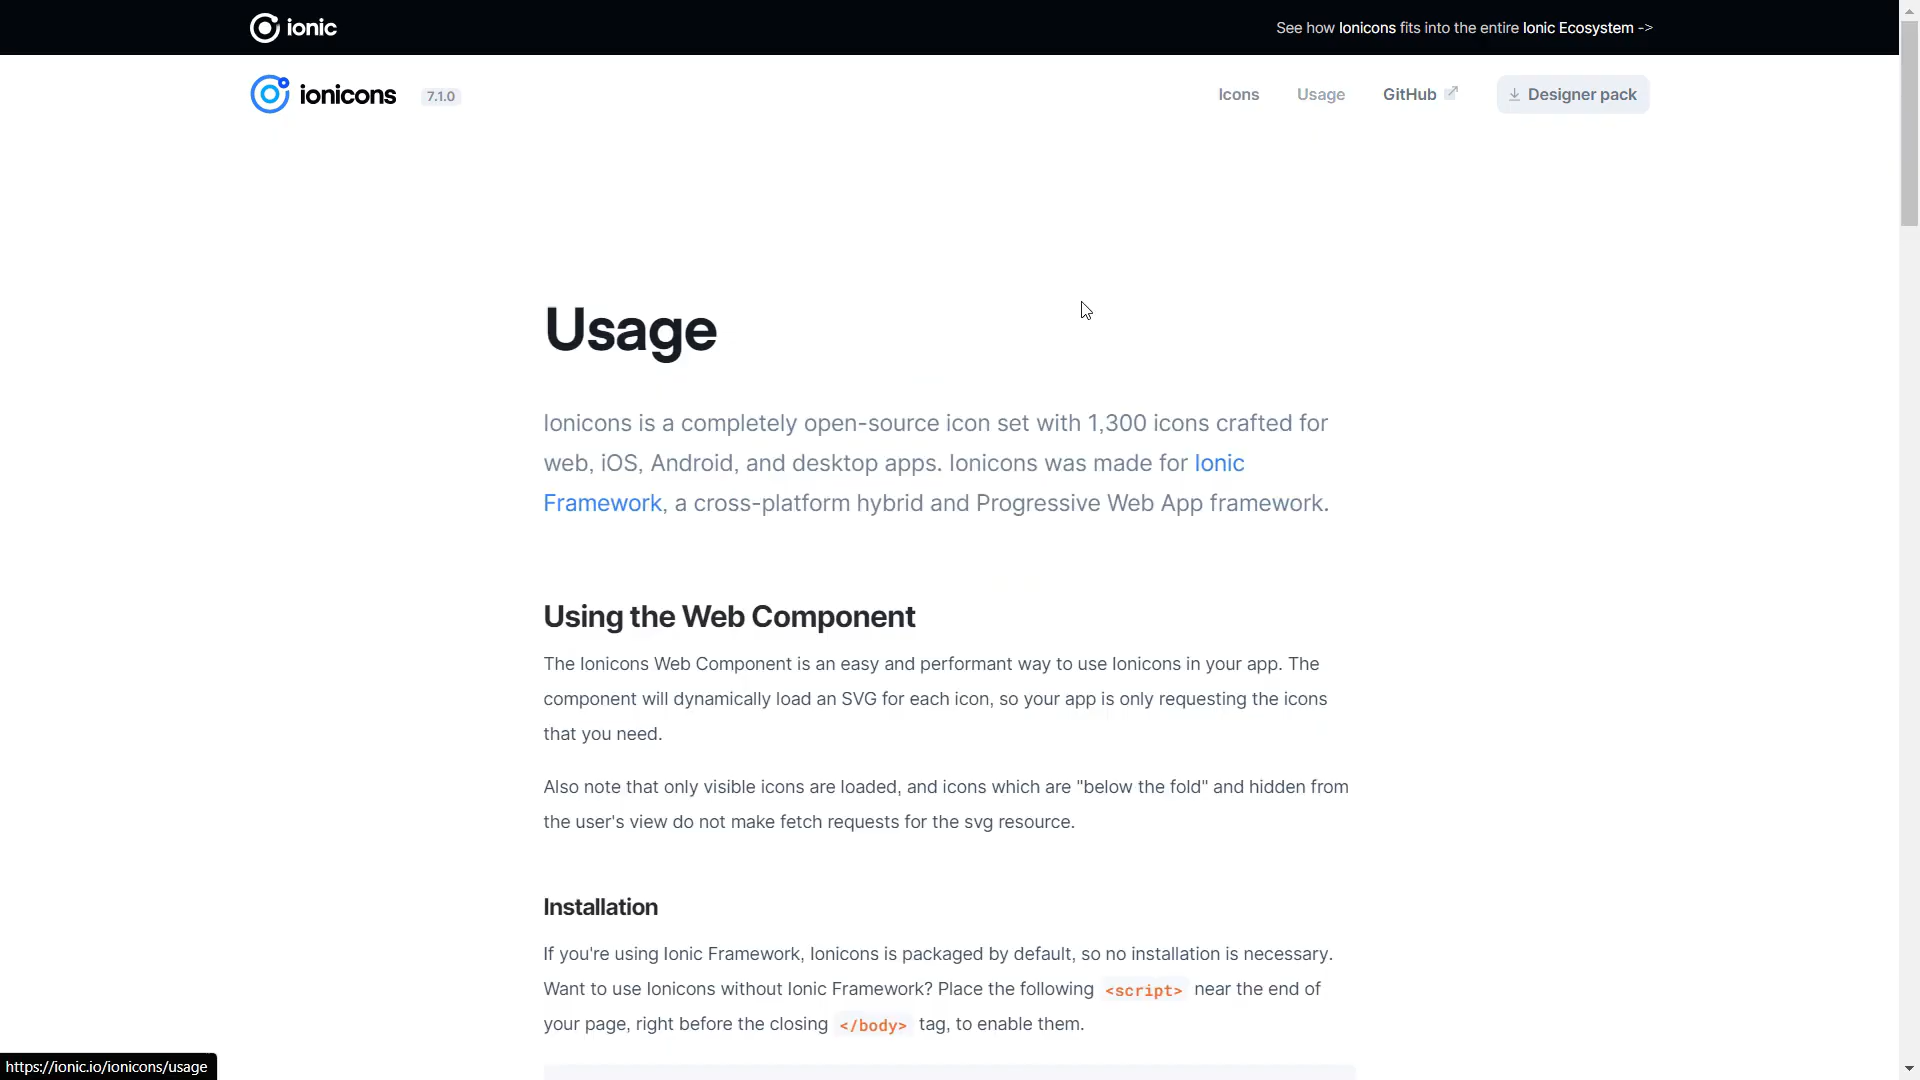 ionic
See how Ionicons fits into the entire Ionic Ecosystem ->
ionicons 7.1.0
Icons Usage GitHub Designer pack
Usage
Ionicons is a completely open-source icon set with 1,300 icons crafted for
web, iOS, Android, and desktop apps. Ionicons was made for Ionic
Framework, a cross-platform hybrid and Progressive Web App framework.
Using the Web Component
The Ionicons Web Component is an easy and performant way to use Ionicons in your app. The
component will dynamically load an SVG for each icon, so your app is only requesting the icons
that you need.
Also note that only visible icons are loaded, and icons which are "below the fold" and hidden from
the user's view do not make fetch requests for the svg resource.
Installation
If you're using Ionic Framework, Ionicons is packaged by default, so no installation is necessary.
Want to use Ionicons without Ionic Framework? Place the following <script> near the end of
your page, right before the closing </body> tag, to enable them.
https://ionic.io/ionicons/usage